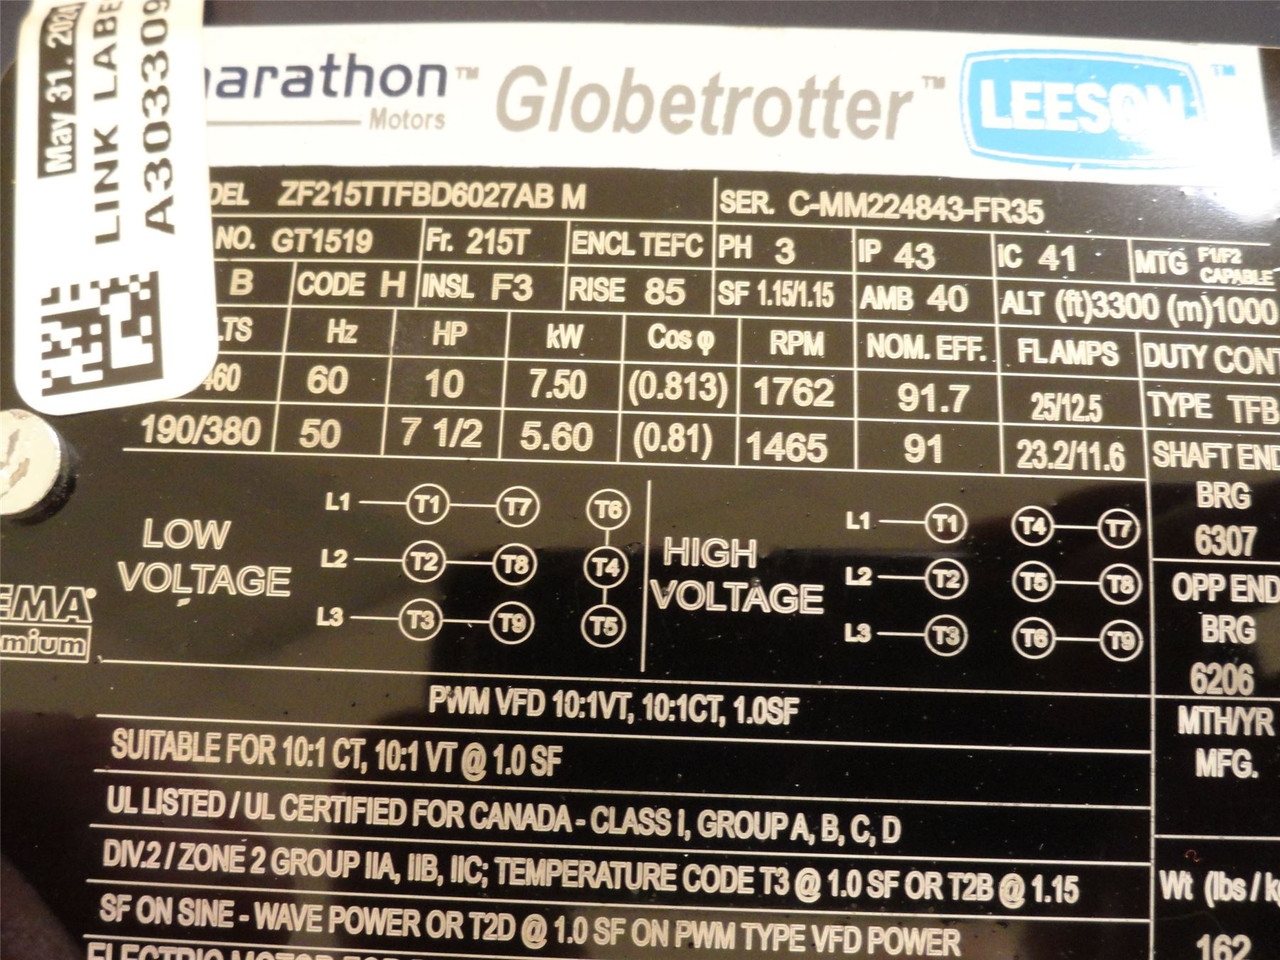 May 31. 2024
LINK LABE
A303309
marathon™ Motors
Globetrotter™
LEESON™
DEL ZF215TTFBD6027AB M SER. C-MM224843-FR35
NO. GT1519 Fr. 215T ENCL TEFC PH 3 IP 43 IC 41 MTG F1/F2 CAPABLE
B CODE H INSL F3 RISE 85 SF 1.15/1.15 AMB 40 ALT (ft)3300 (m)1000
LTS Hz HP kW Cos φ RPM NOM. EFF. FL AMPS DUTY CONT
460 60 10 7.50 (0.813) 1762 91.7 25/12.5 TYPE TFB
190/380 50 7 1/2 5.60 (0.81) 1465 91 23.2/11.6 SHAFT END
BRG
6307
OPP END
BRG
6206
MTH/YR
MFG.
LOW VOLTAGE
L1 T1 T7 T6
L2 T2 T8 T4
L3 T3 T9 T5
HIGH VOLTAGE
L1 T1 T4 T7
L2 T2 T5 T8
L3 T3 T6 T9
EMA®
mium
PWM VFD 10:1VT, 10:1CT, 1.0SF
SUITABLE FOR 10:1 CT, 10:1 VT @ 1.0 SF
UL LISTED / UL CERTIFIED FOR CANADA - CLASS I, GROUP A, B, C, D
DIV.2 / ZONE 2 GROUP IIA, IIB, IIC; TEMPERATURE CODE T3 @ 1.0 SF OR T2B @ 1.15
SF ON SINE - WAVE POWER OR T2D @ 1.0 SF ON PWM TYPE VFD POWER
ELECTRIC MOTOR FOR
Wt (lbs / k
162